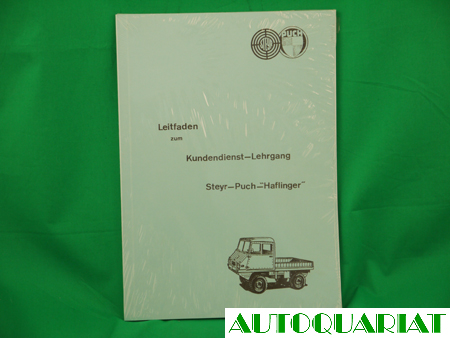 PUCH
Leitfaden
zum
Kundendienst—Lehrgang
Steyr—Puch—"Haflinger"
AUTOQUARIAT